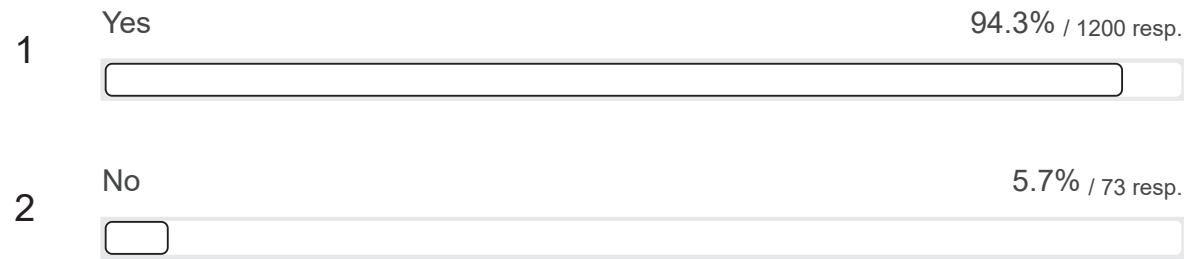 1 Yes 94.3% / 1200 resp.
2 No 5.7% / 73 resp.